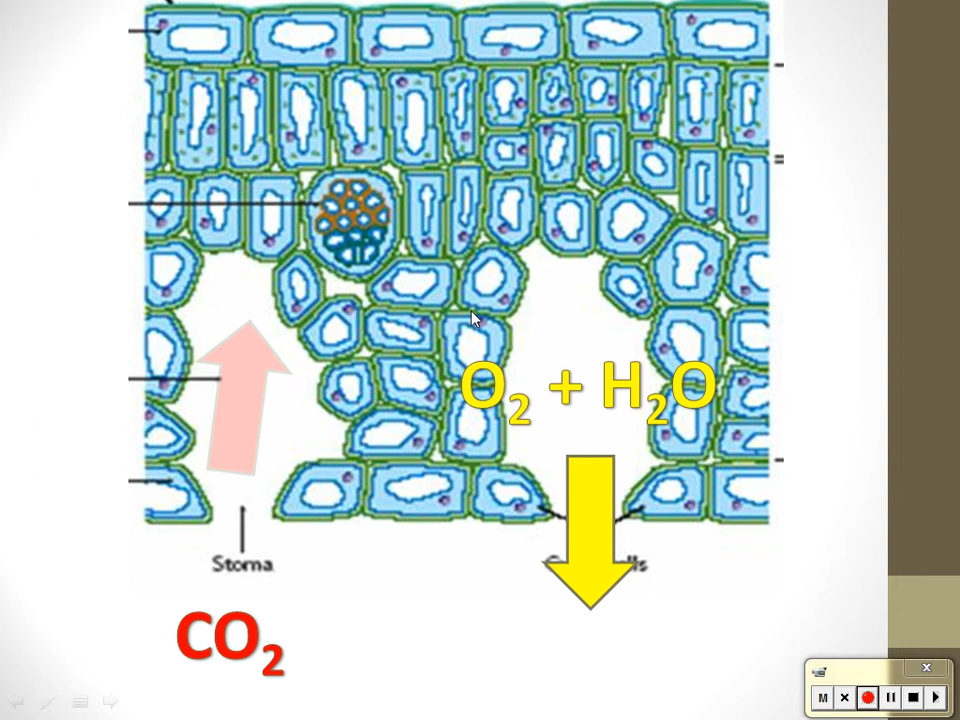 O₂ + H₂O
Stoma
CO₂
M